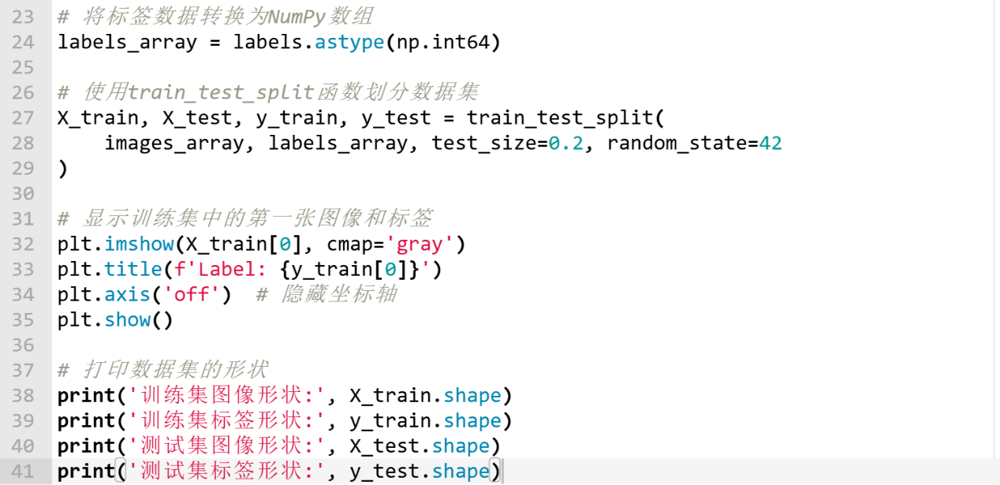 23 # 将标签数据转换为NumPy数组
24 labels_array = labels.astype(np.int64)
25
26 # 使用train_test_split函数划分数据集
27 X_train, X_test, y_train, y_test = train_test_split(
28     images_array, labels_array, test_size=0.2, random_state=42
29 )
30
31 # 显示训练集中的第一张图像和标签
32 plt.imshow(X_train[0], cmap='gray')
33 plt.title(f'Label: {y_train[0]}')
34 plt.axis('off')  # 隐藏坐标轴
35 plt.show()
36
37 # 打印数据集的形状
38 print('训练集图像形状:', X_train.shape)
39 print('训练集标签形状:', y_train.shape)
40 print('测试集图像形状:', X_test.shape)
41 print('测试集标签形状:', y_test.shape)